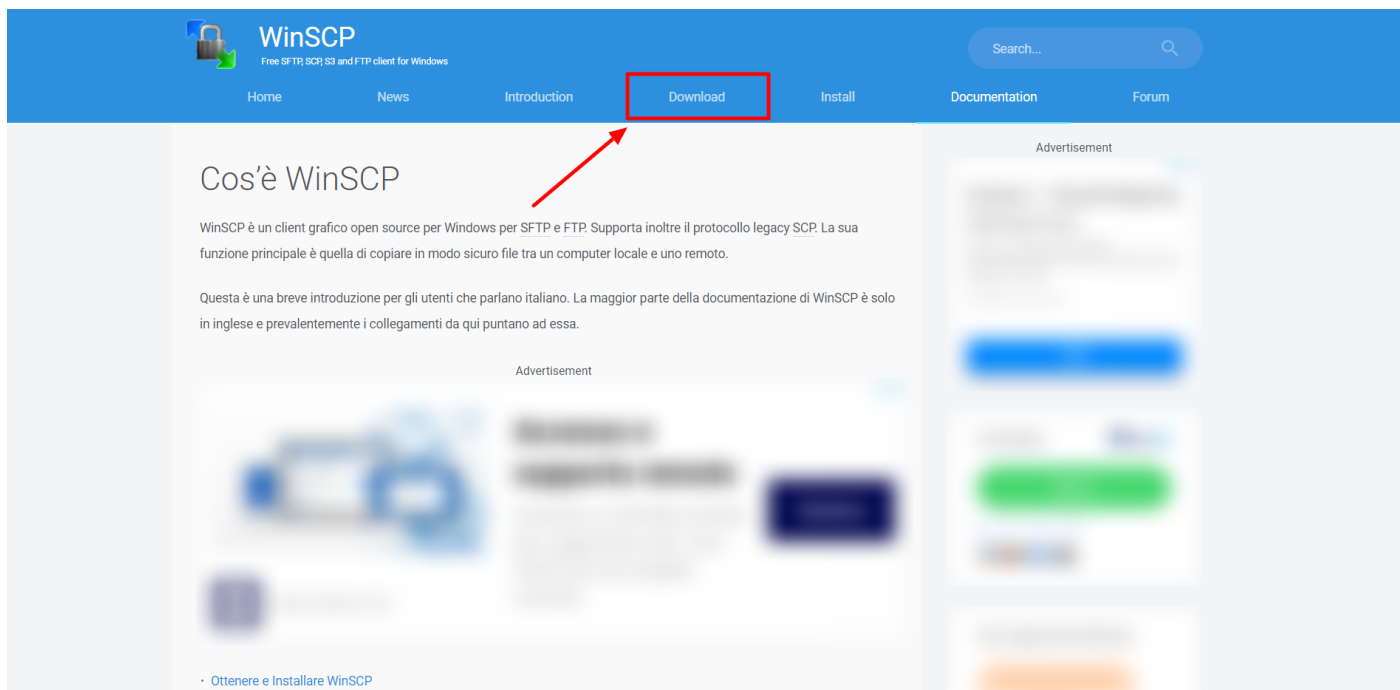 WinSCP
Free SFTP, SCP, S3 and FTP client for Windows
Search...
Home
News
Introduction
Download
Install
Documentation
Forum
Cos'è WinSCP
WinSCP è un client grafico open source per Windows per SFTP e FTP. Supporta inoltre il protocollo legacy SCP. La sua
funzione principale è quella di copiare in modo sicuro file tra un computer locale e uno remoto.
Questa è una breve introduzione per gli utenti che parlano italiano. La maggior parte della documentazione di WinSCP è solo
in inglese e prevalentemente i collegamenti da qui puntano ad essa.
Advertisement
· Ottenere e Installare WinSCP
Advertisement